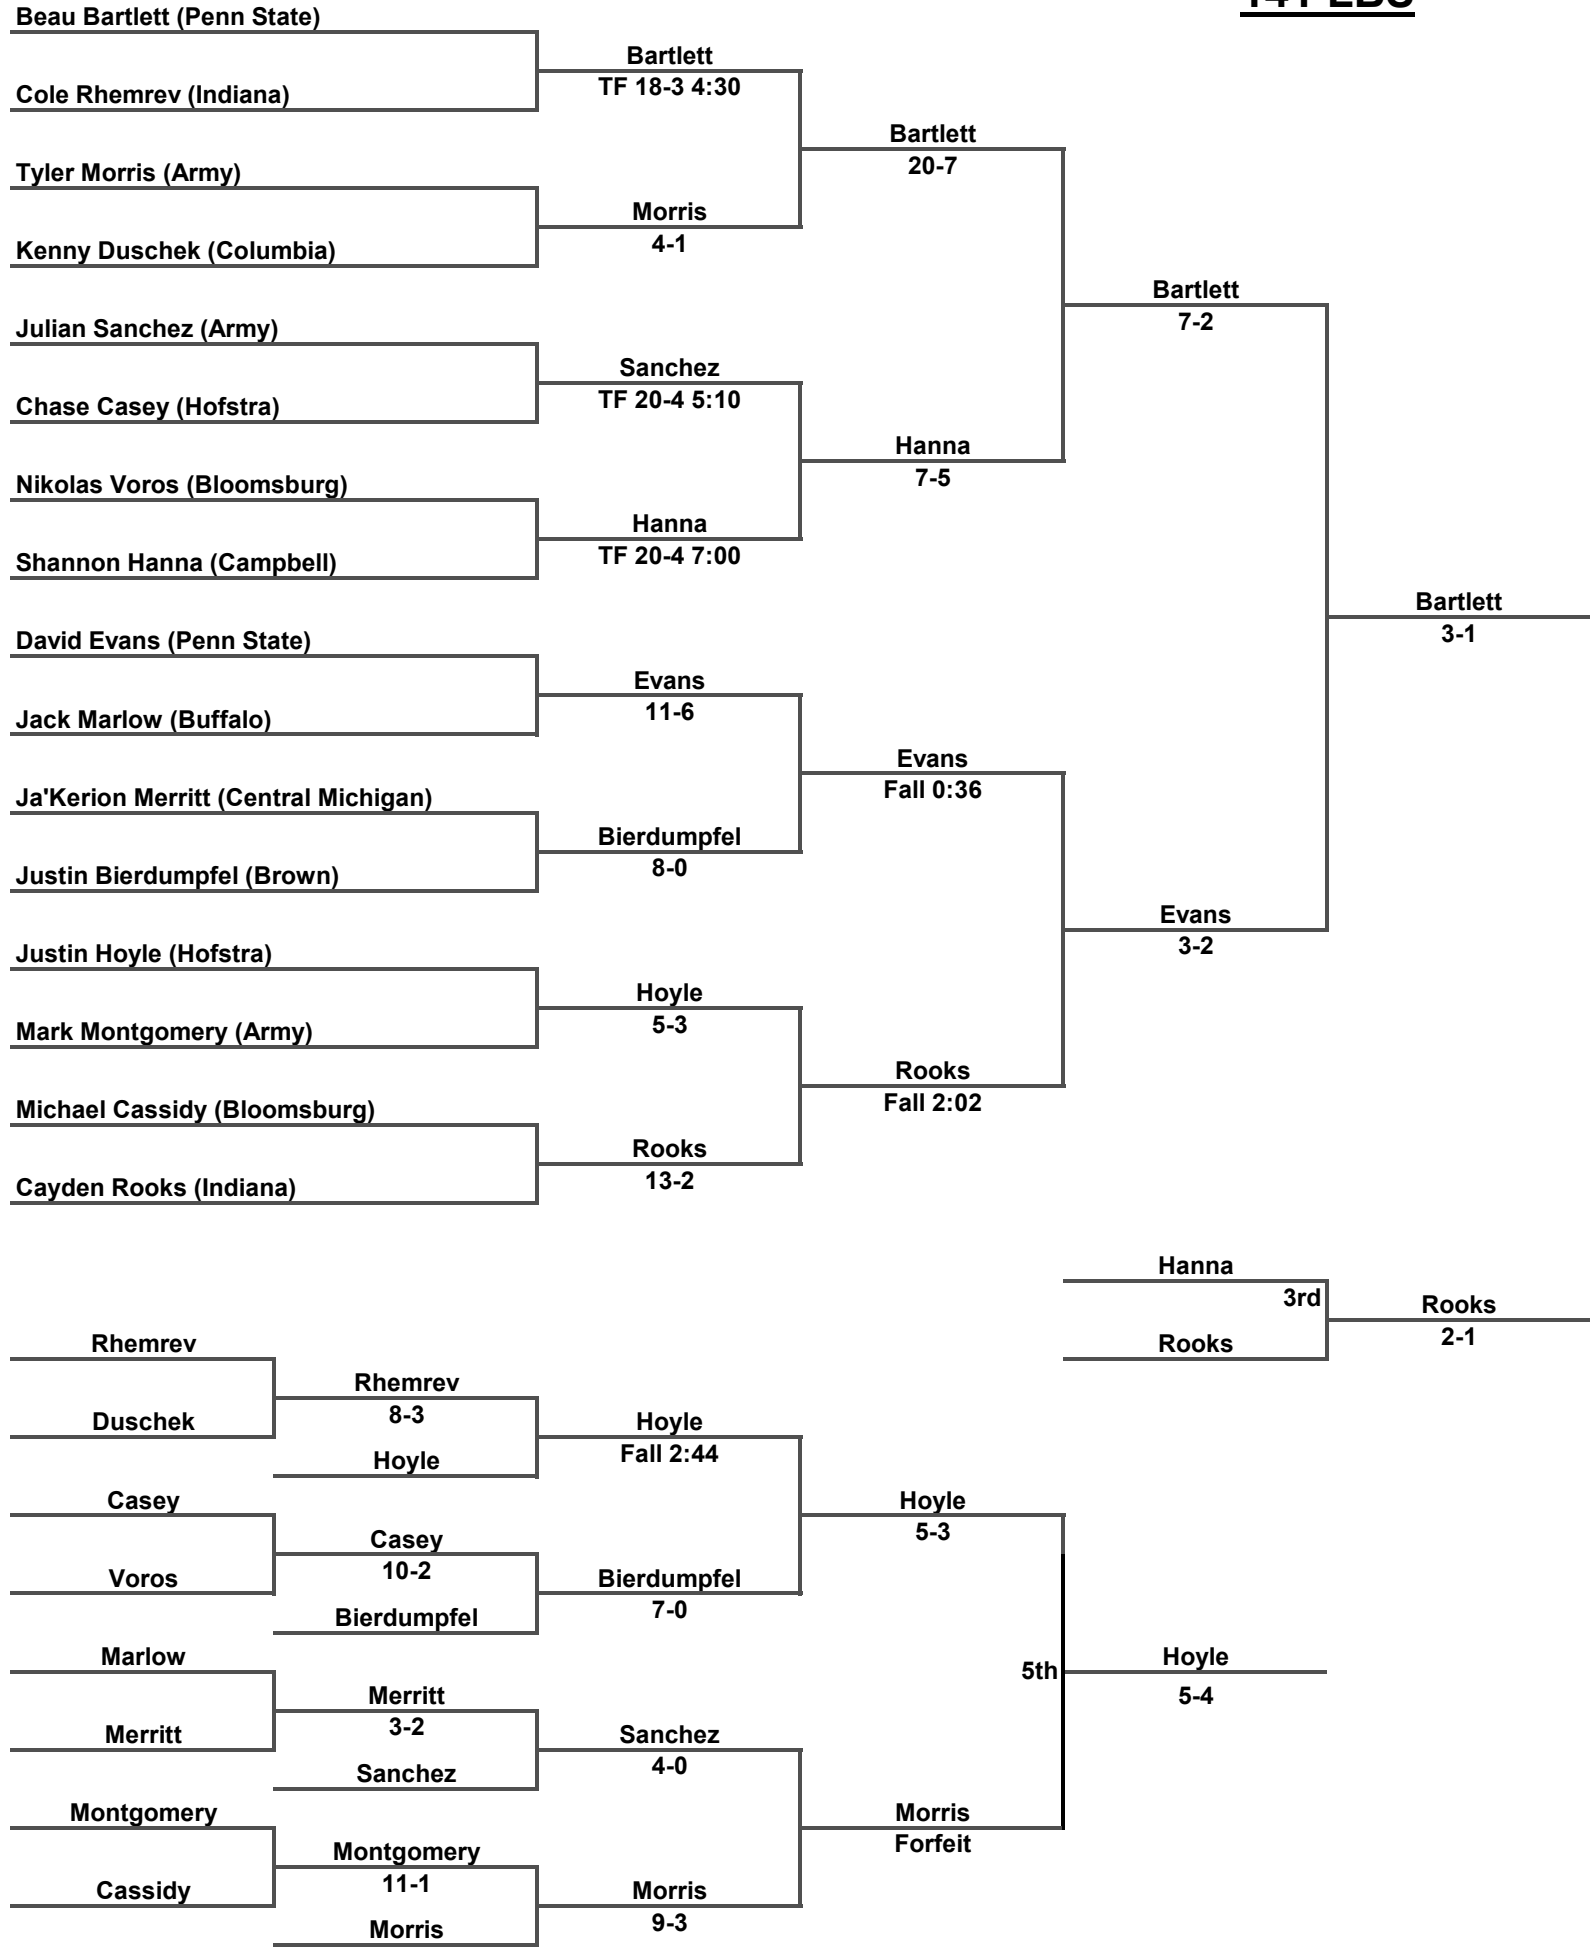 Beau Bartlett (Penn State)
Bartlett
TF 18-3 4:30
Cole Rhemrev (Indiana)
Bartlett
20-7
Tyler Morris (Army)
Morris
4-1
Kenny Duschek (Columbia)
Bartlett
7-2
Julian Sanchez (Army)
Sanchez
TF 20-4 5:10
Chase Casey (Hofstra)
Hanna
7-5
Nikolas Voros (Bloomsburg)
Hanna
TF 20-4 7:00
Shannon Hanna (Campbell)
Bartlett
3-1
David Evans (Penn State)
Evans
11-6
Jack Marlow (Buffalo)
Evans
Fall 0:36
Ja'Kerion Merritt (Central Michigan)
Bierdumpfel
8-0
Justin Bierdumpfel (Brown)
Evans
3-2
Justin Hoyle (Hofstra)
Hoyle
5-3
Mark Montgomery (Army)
Rooks
Fall 2:02
Michael Cassidy (Bloomsburg)
Rooks
13-2
Cayden Rooks (Indiana)
Hanna
3rd
Rooks
2-1
Rooks
Rhemrev
Rhemrev
8-3
Duschek
Hoyle
Fall 2:44
Hoyle
Casey
Hoyle
5-3
Casey
10-2
Voros
Bierdumpfel
7-0
Bierdumpfel
Marlow
5th
Hoyle
5-4
Merritt
3-2
Merritt
Sanchez
4-0
Sanchez
Montgomery
Morris
Forfeit
Montgomery
11-1
Cassidy
Morris
9-3
Morris